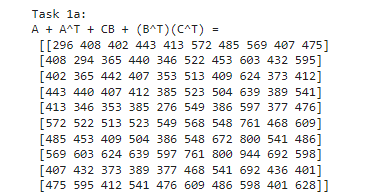 Task 1a:
A + A^T + CB + (B^T)(C^T) =
[[296 408 402 443 413 572 485 569 407 475]
[408 294 365 440 346 522 453 603 432 595]
[402 365 442 407 353 513 409 624 373 412]
[443 440 407 412 385 523 504 639 389 541]
[413 346 353 385 276 549 386 597 377 476]
[572 522 513 523 549 568 548 761 468 609]
[485 453 409 504 386 548 672 800 541 486]
[569 603 624 639 597 761 800 944 692 598]
[407 432 373 389 377 468 541 692 436 401]
[475 595 412 541 476 609 486 598 401 628]]